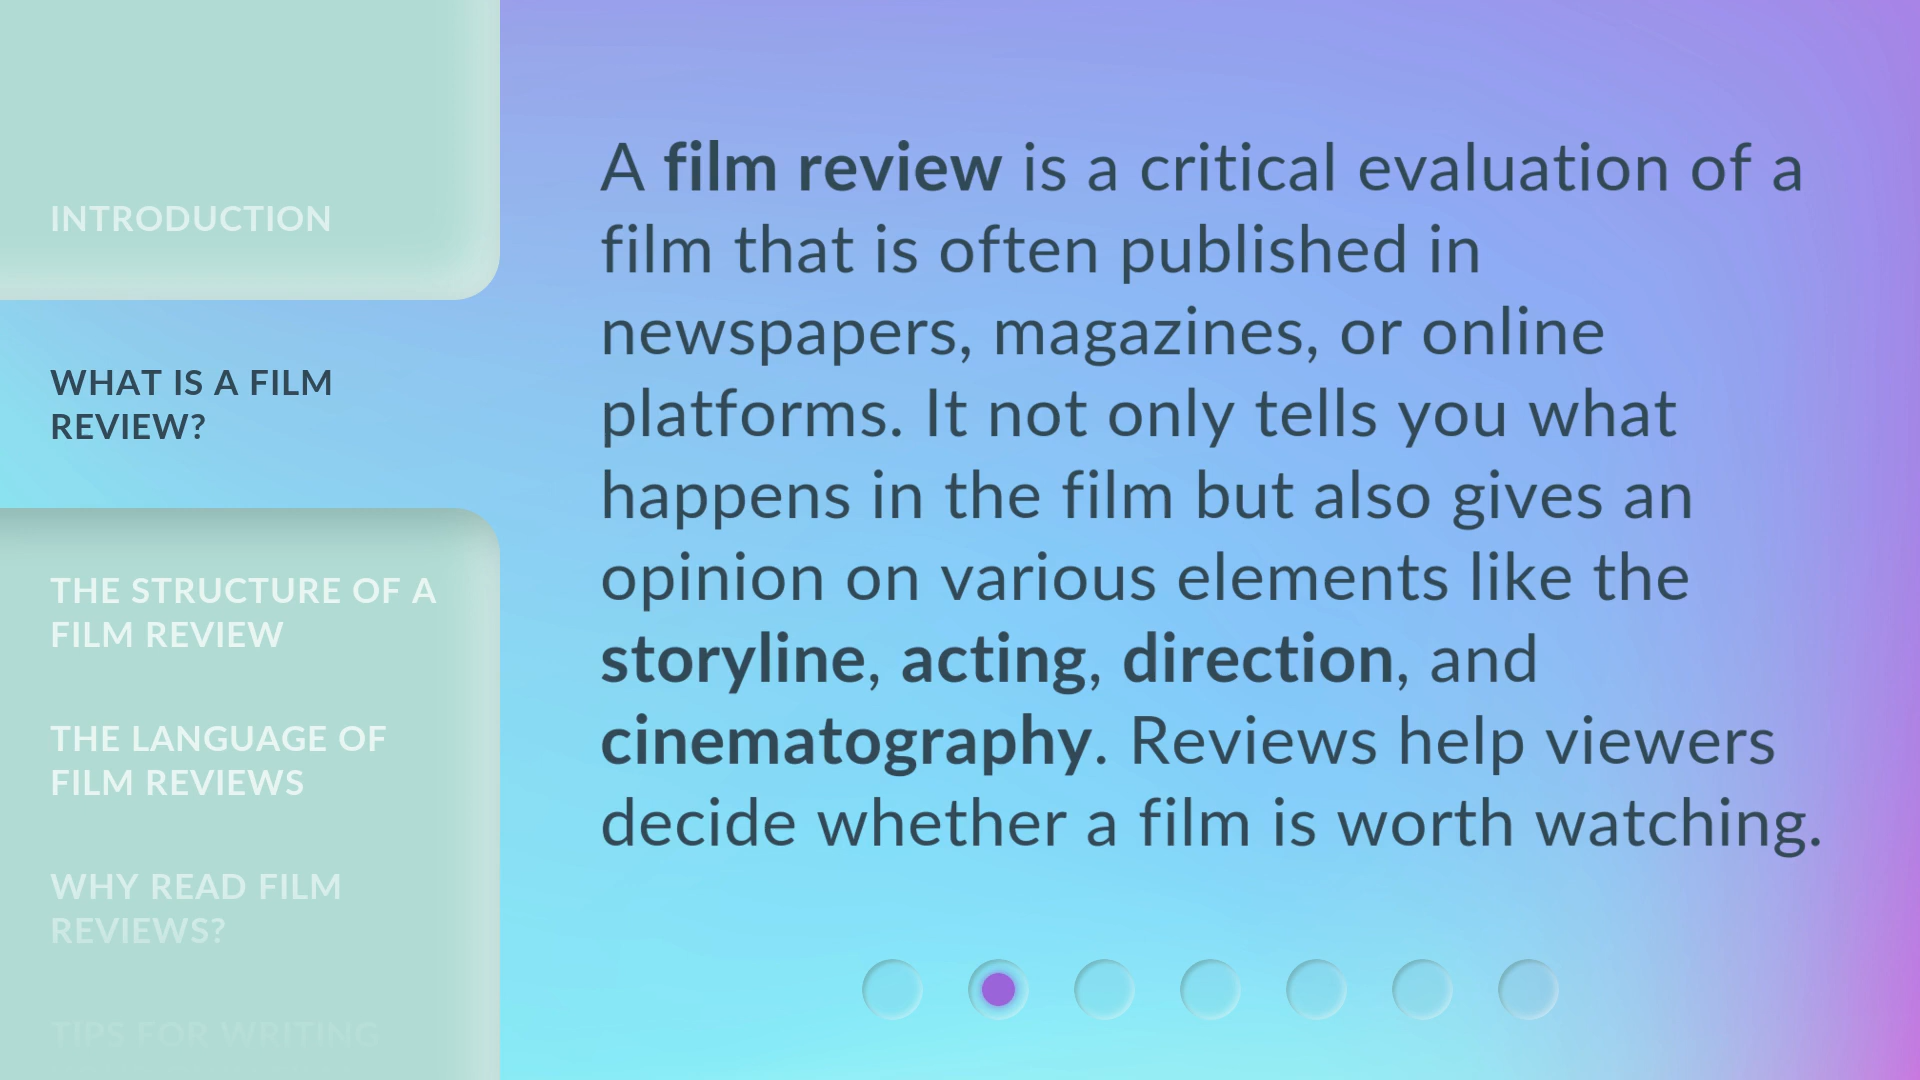 INTRODUCTION
WHAT IS A FILM
REVIEW?
THE STRUCTURE OF A
FILM REVIEW
THE LANGUAGE OF
FILM REVIEWS
WHY READ FILM
REVIEWS?
TIPS FOR WRITING
A film review is a critical evaluation of a
film that is often published in
newspapers, magazines, or online
platforms. It not only tells you what
happens in the film but also gives an
opinion on various elements like the
storyline, acting, direction, and
cinematography. Reviews help viewers
decide whether a film is worth watching.